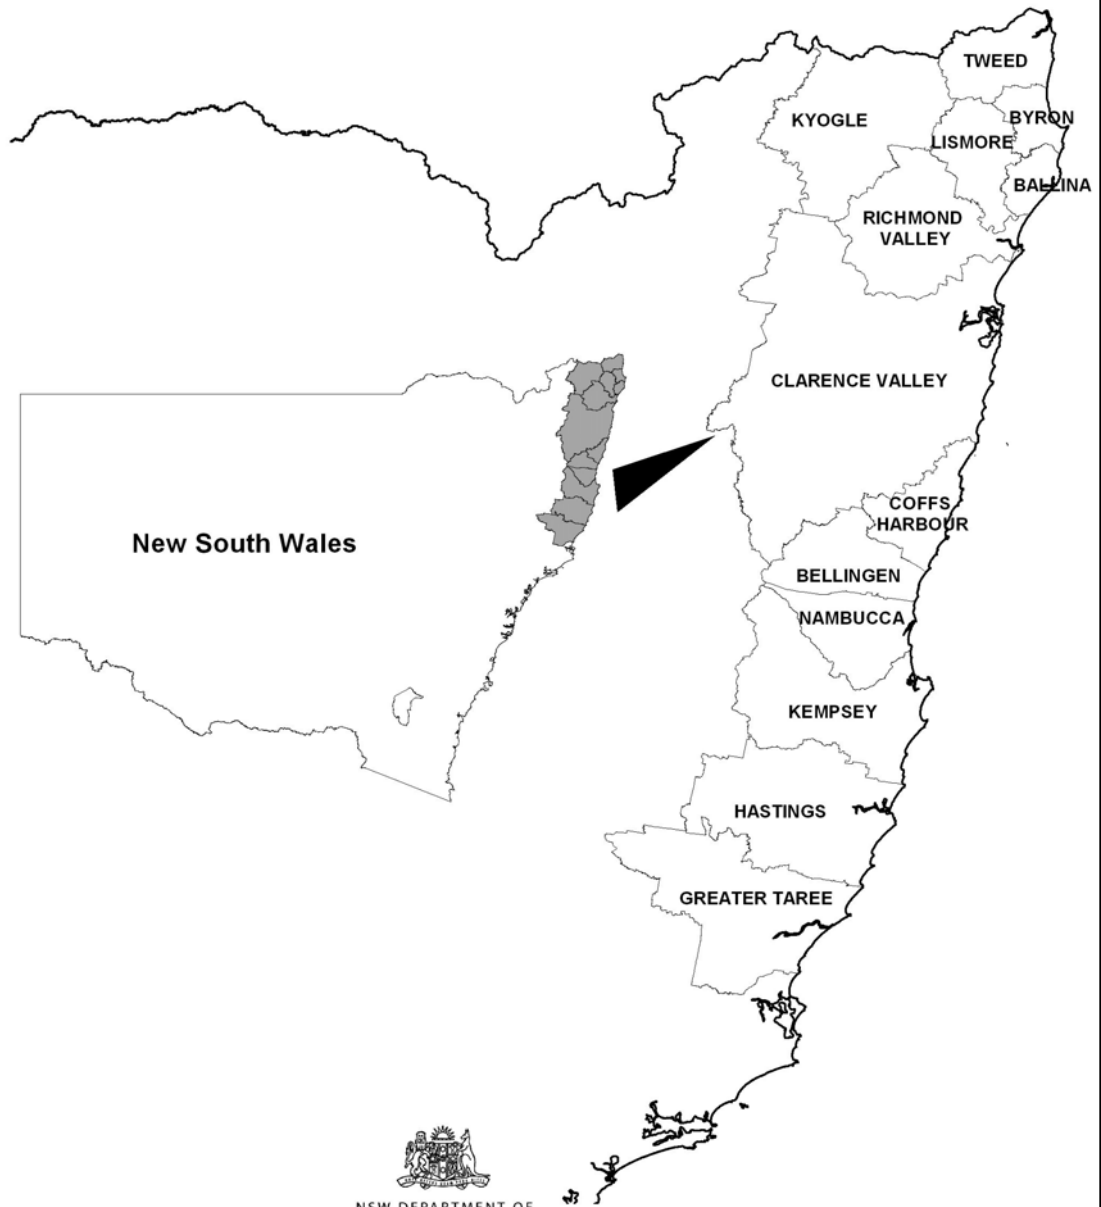 TWEED
KYOGLE
BYRON
LISMORE
BALLINA
RICHMOND
VALLEY
CLARENCE VALLEY
COFFS
HARBOUR
New South Wales
BELLINGEN
NAMBUCCA
KEMPSEY
HASTINGS
GREATER TAREE
NSW DEPARTMENT OF